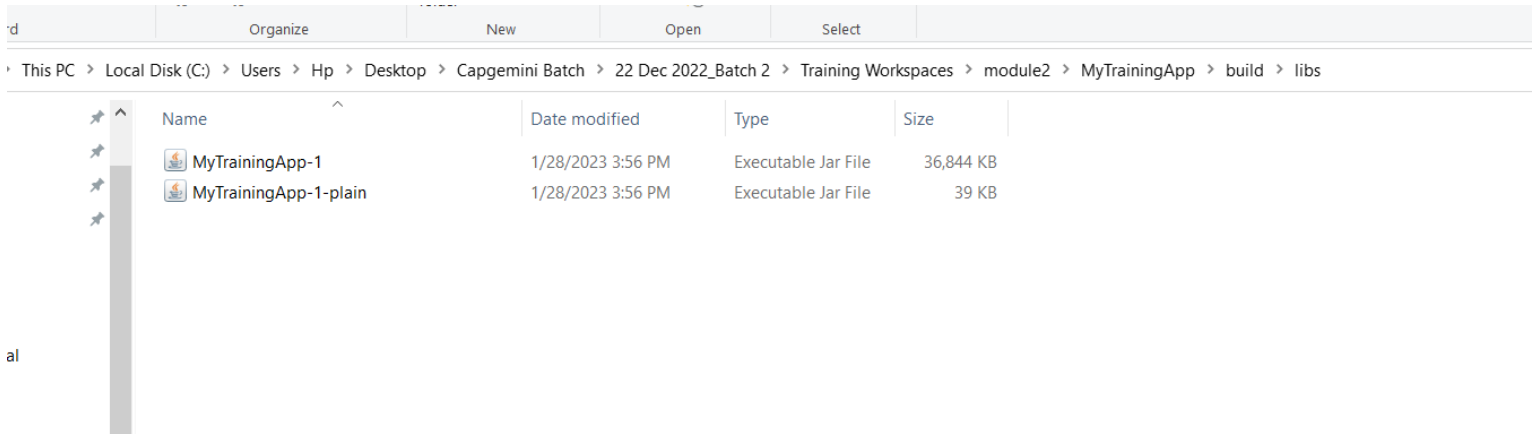 rd Organize New Open Select
This PC > Local Disk (C:) > Users > Hp > Desktop > Capgemini Batch > 22 Dec 2022_Batch 2 > Training Workspaces > module2 > MyTrainingApp > build > libs
Name Date modified Type Size
MyTrainingApp-1 1/28/2023 3:56 PM Executable Jar File 36,844 KB
MyTrainingApp-1-plain 1/28/2023 3:56 PM Executable Jar File 39 KB
al